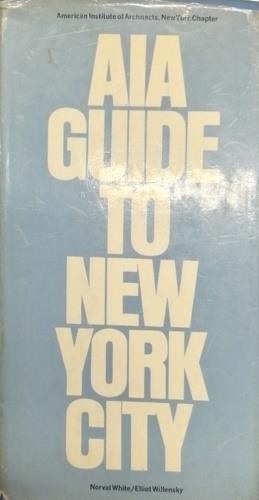 American Institute of Architects, New York Chapter
AIA
GUIDE
TO
NEW
YORK
CITY
Norval White/Elliot Willensky